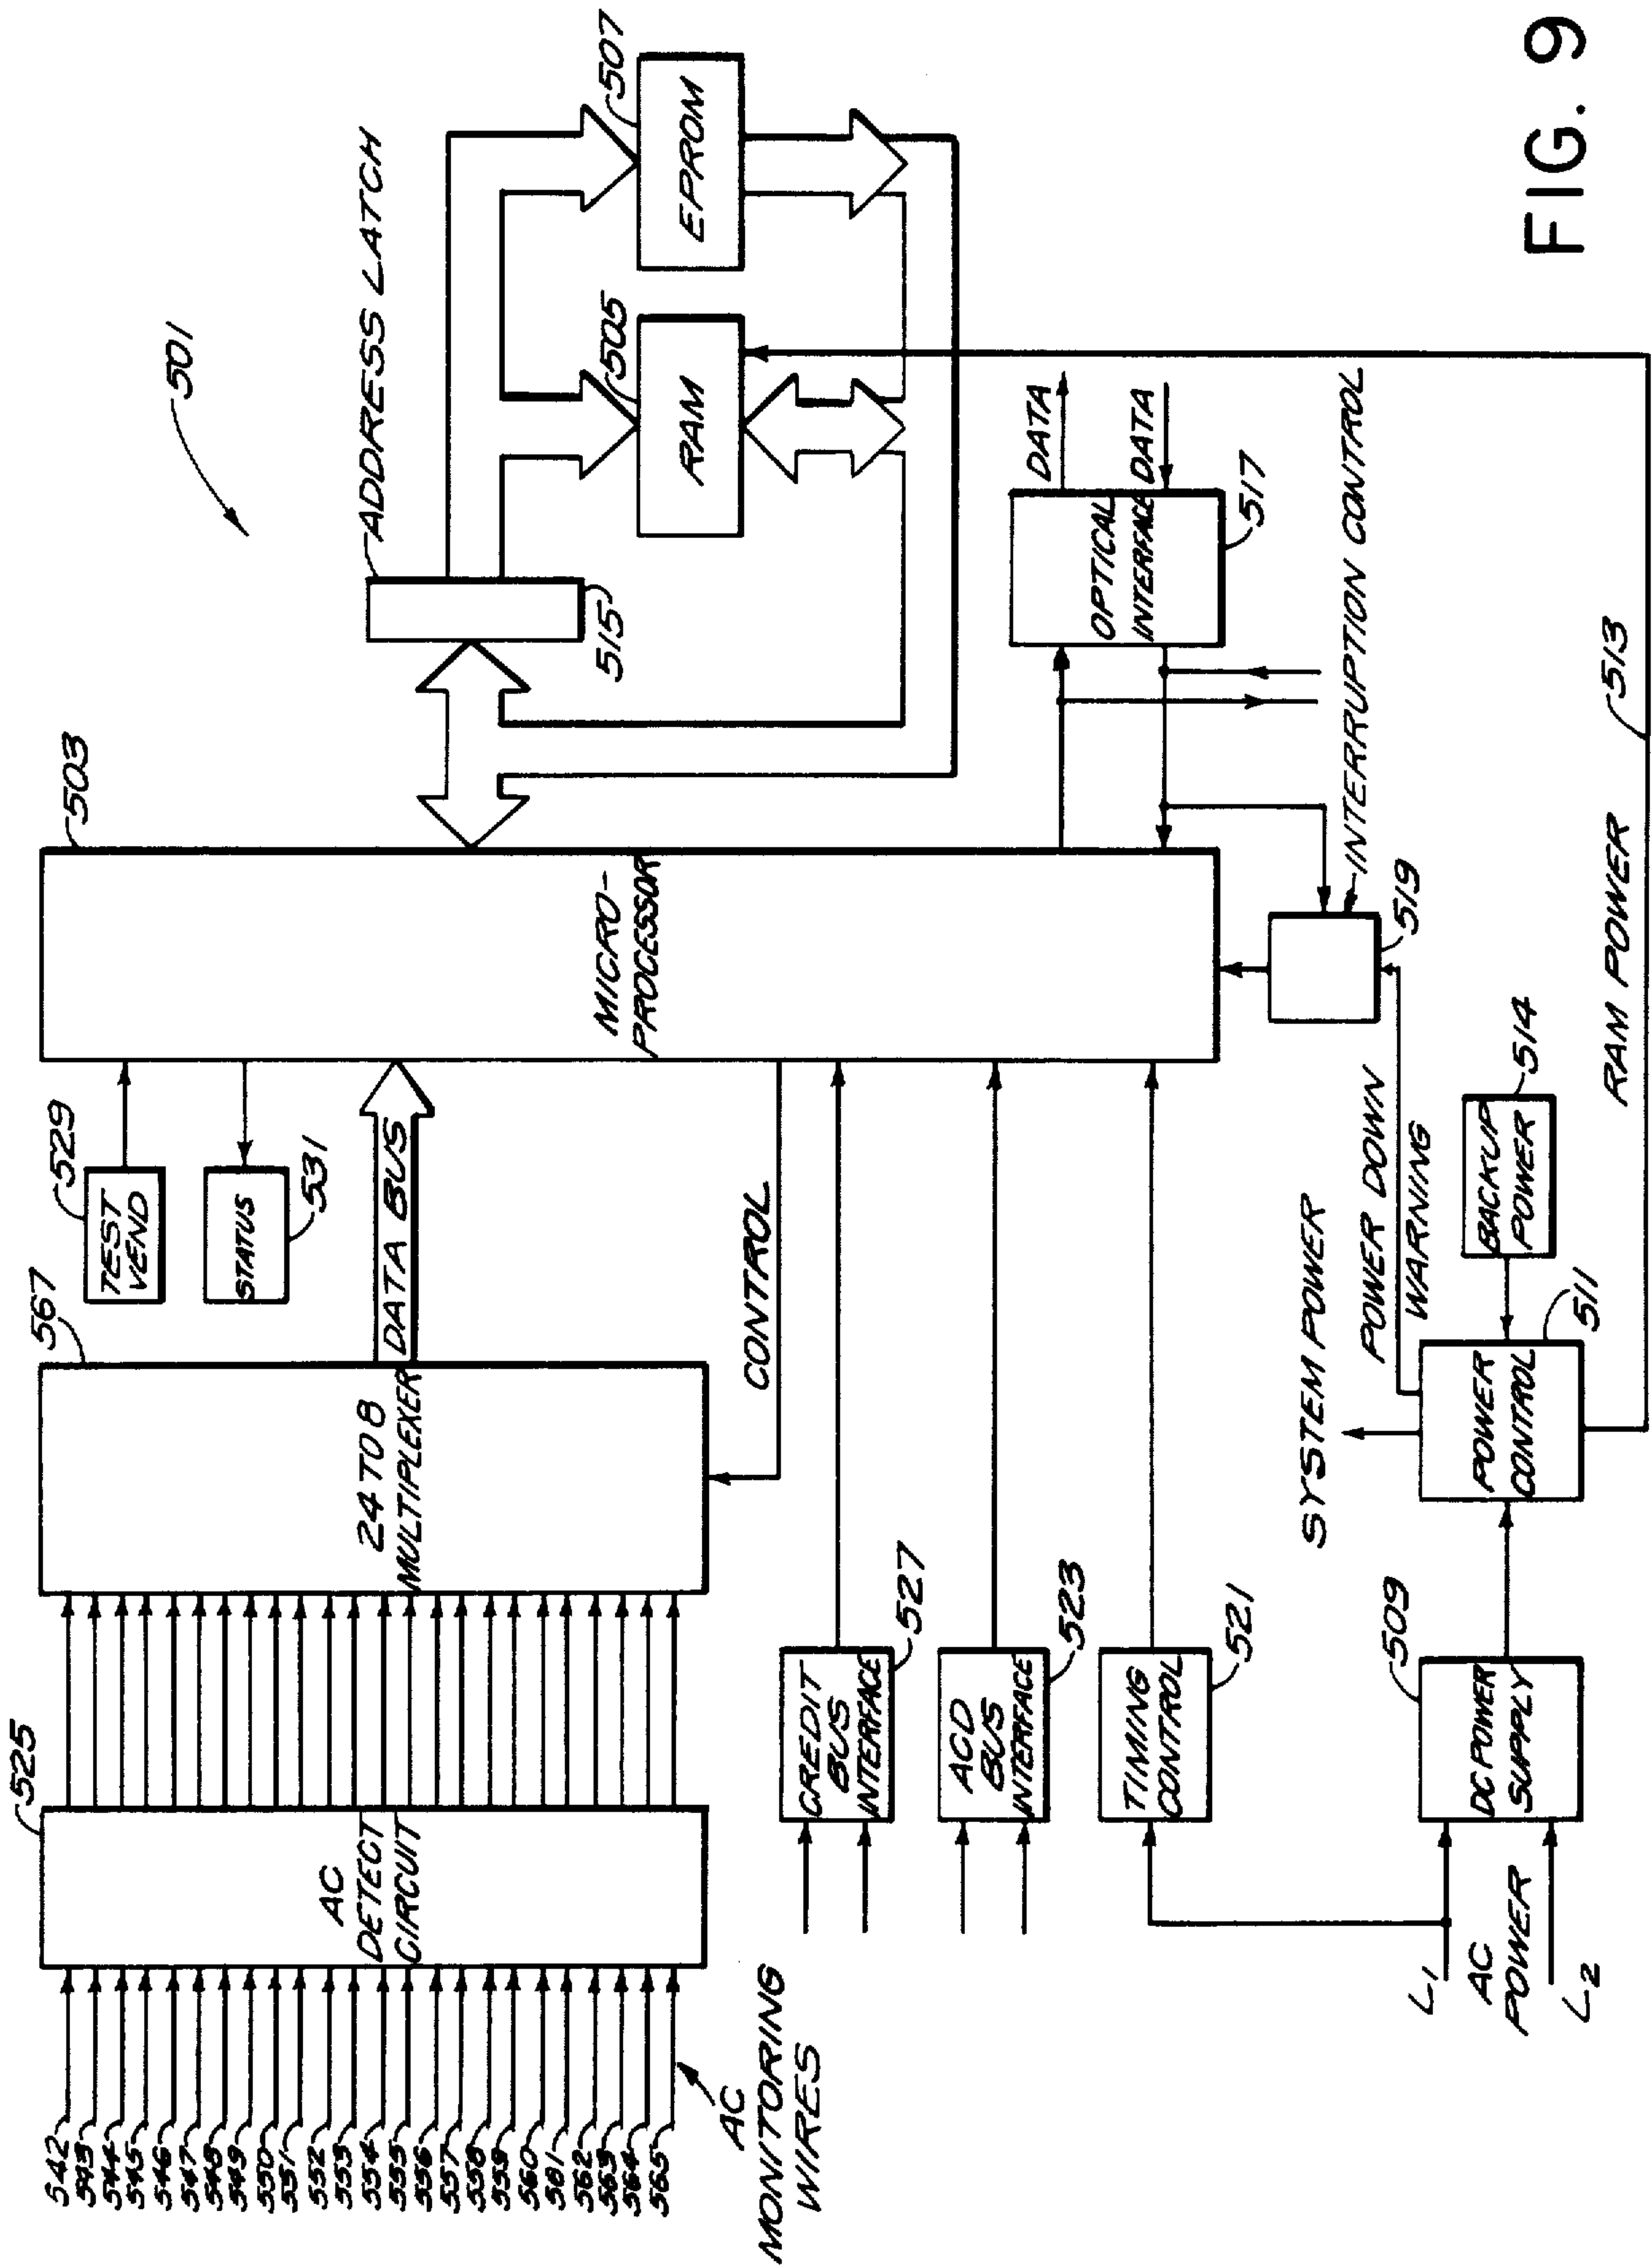 501
542
543
544
545
546
547
548
549
550
551
552
553
554
555
556
557
558
559
560
561
562
563
564
565
AC
MONITORING
WIRES
525
AC
DETECT
CIRCUIT
567
24 TO 8
MULTIPLEXER
DATA BUS
CONTROL
529
TEST
VEND
STATUS
531
503
MICRO-
PROCESSOR
ADDRESS LATCH
515
505
RAM
507
EPROM
CREDIT
BUS
INTERFACE
527
ACD
BUS
INTERFACE
523
TIMING
CONTROL
521
OPTICAL
INTERFACE
517
DATA
DATA
INTERRUPTION CONTROL
519
L1
AC
POWER
L2
509
DC POWER
SUPPLY
SYSTEM POWER
POWER DOWN
WARNING
POWER
CONTROL
511
BACKUP
POWER
514
RAM POWER
513
FIG. 9